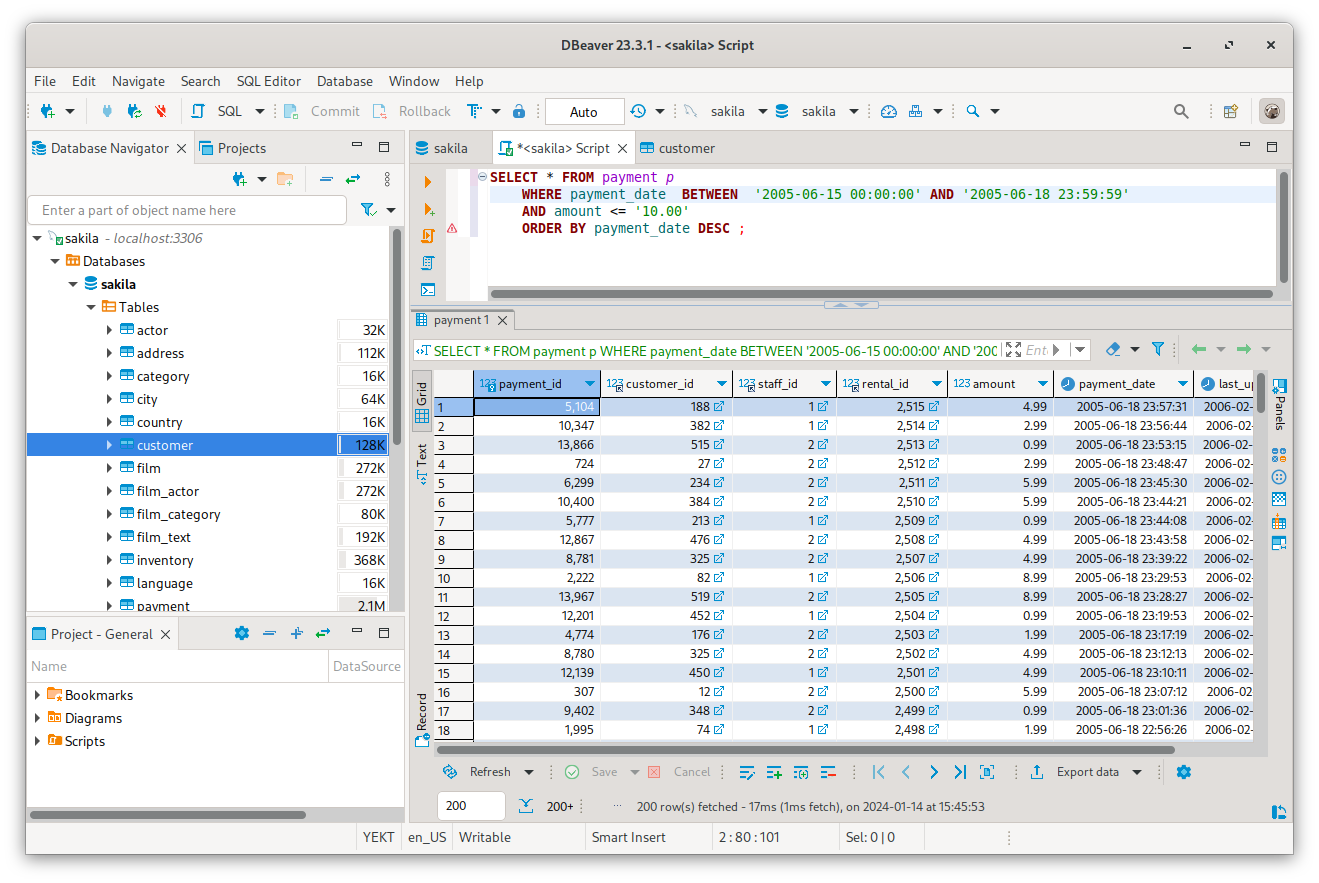 DBeaver 23.3.1 - <sakila> Script
File Edit Navigate Search SQL Editor Database Window Help
SQL Commit Rollback Auto sakila sakila
Database Navigator Projects
Enter a part of object name here
sakila - localhost:3306
Databases
sakila
Tables
actor 32K
address 112K
category 16K
city 64K
country 16K
customer 128K
film 272K
film_actor 272K
film_category 80K
film_text 192K
inventory 368K
language 16K
payment 2.1M
Project - General
Name DataSource
Bookmarks
Diagrams
Scripts
sakila *<sakila> Script customer
SELECT * FROM payment p
WHERE payment_date BETWEEN '2005-06-15 00:00:00' AND '2005-06-18 23:59:59'
AND amount <= '10.00'
ORDER BY payment_date DESC ;
payment 1
SELECT * FROM payment p WHERE payment_date BETWEEN '2005-06-15 00:00:00' AND '200 Ent
Grid
Text
Record
Panels
payment_id customer_id staff_id rental_id amount payment_date last_up
1 5,104 188 1 2,515 4.99 2005-06-18 23:57:31 2006-02-
2 10,347 382 1 2,514 2.99 2005-06-18 23:56:44 2006-02-
3 13,866 515 2 2,513 0.99 2005-06-18 23:53:15 2006-02-
4 724 27 2 2,512 2.99 2005-06-18 23:48:47 2006-02-
5 6,299 234 2 2,511 5.99 2005-06-18 23:45:30 2006-02-
6 10,400 384 2 2,510 5.99 2005-06-18 23:44:21 2006-02-
7 5,777 213 1 2,509 0.99 2005-06-18 23:44:08 2006-02-
8 12,867 476 2 2,508 4.99 2005-06-18 23:43:58 2006-02-
9 8,781 325 2 2,507 4.99 2005-06-18 23:39:22 2006-02-
10 2,222 82 1 2,506 8.99 2005-06-18 23:29:53 2006-02-
11 13,967 519 2 2,505 8.99 2005-06-18 23:28:27 2006-02-
12 12,201 452 1 2,504 0.99 2005-06-18 23:19:53 2006-02-
13 4,774 176 2 2,503 1.99 2005-06-18 23:17:19 2006-02-
14 8,780 325 2 2,502 4.99 2005-06-18 23:12:13 2006-02-
15 12,139 450 1 2,501 4.99 2005-06-18 23:10:11 2006-02-
16 307 12 2 2,500 5.99 2005-06-18 23:07:12 2006-02
17 9,402 348 2 2,499 0.99 2005-06-18 23:01:36 2006-02-
18 1,995 74 1 2,498 1.99 2005-06-18 22:56:26 2006-02-
Refresh Save Cancel Export data
200 200+ ··· 200 row(s) fetched - 17ms (1ms fetch), on 2024-01-14 at 15:45:53
YEKT en_US Writable Smart Insert 2 : 80 : 101 Sel: 0 | 0